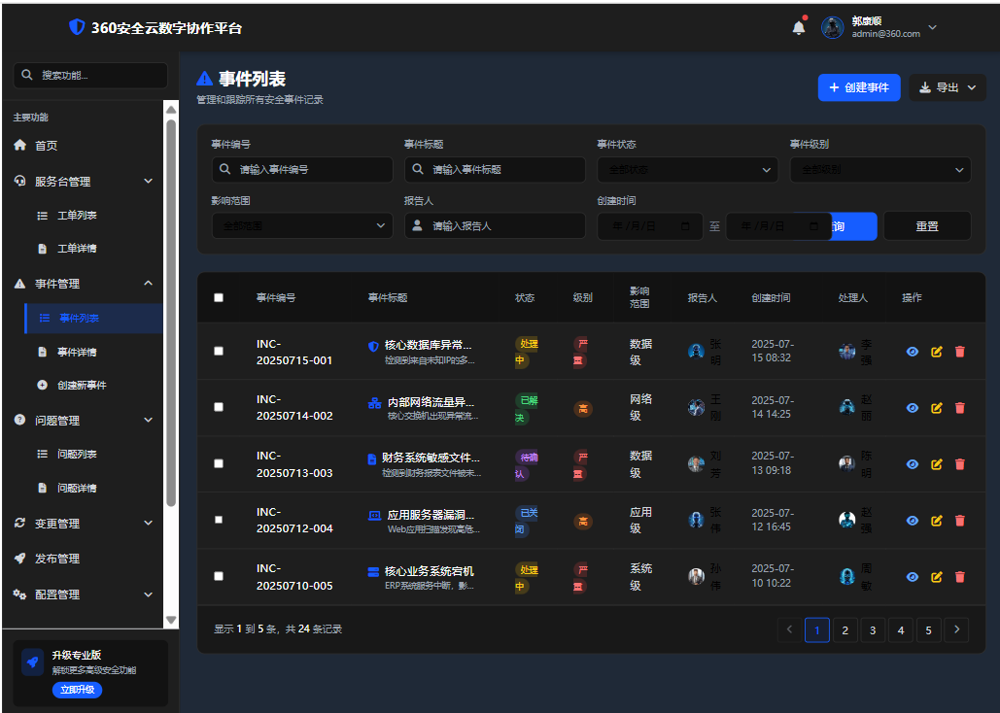 360安全云数字协作平台
郭康顺
admin@360.com
搜索功能...
主要功能
首页
服务台管理
工单列表
工单详情
事件管理
事件列表
事件详情
创建新事件
问题管理
问题列表
问题详情
变更管理
发布管理
配置管理
升级专业版
解锁更多高级安全功能
立即升级
事件列表
管理和跟踪所有安全事件记录
创建事件
导出
事件编号 事件标题 事件状态 事件级别
请输入事件编号 请输入事件标题 全部状态 全部级别
影响范围 报告人 创建时间
全部范围 请输入报告人 年/月/日 至 年/月/日 询 重置
事件编号 事件标题 状态 级别 影响范围 报告人 创建时间 处理人 操作
INC-20250715-001 核心数据库异常... 处理中 严重 数据级 张明 2025-07-15 08:32 李强
检测到来自未知IP的多...
INC-20250714-002 内部网络流量异... 已解决 高 网络级 王刚 2025-07-14 14:25 赵丽
核心交换机出现异常流...
INC-20250713-003 财务系统敏感文件... 待确认 严重 数据级 刘芳 2025-07-13 09:18 陈明
检测到财务报表文件被未...
INC-20250712-004 应用服务器漏洞... 已关闭 高 应用级 张伟 2025-07-12 16:45 赵强
Web应用扫描发现高危...
INC-20250710-005 核心业务系统宕机 处理中 严重 系统级 孙伟 2025-07-10 10:22 周敏
ERP系统服务中断，影...
显示 1 到 5 条，共 24 条记录
1 2 3 4 5